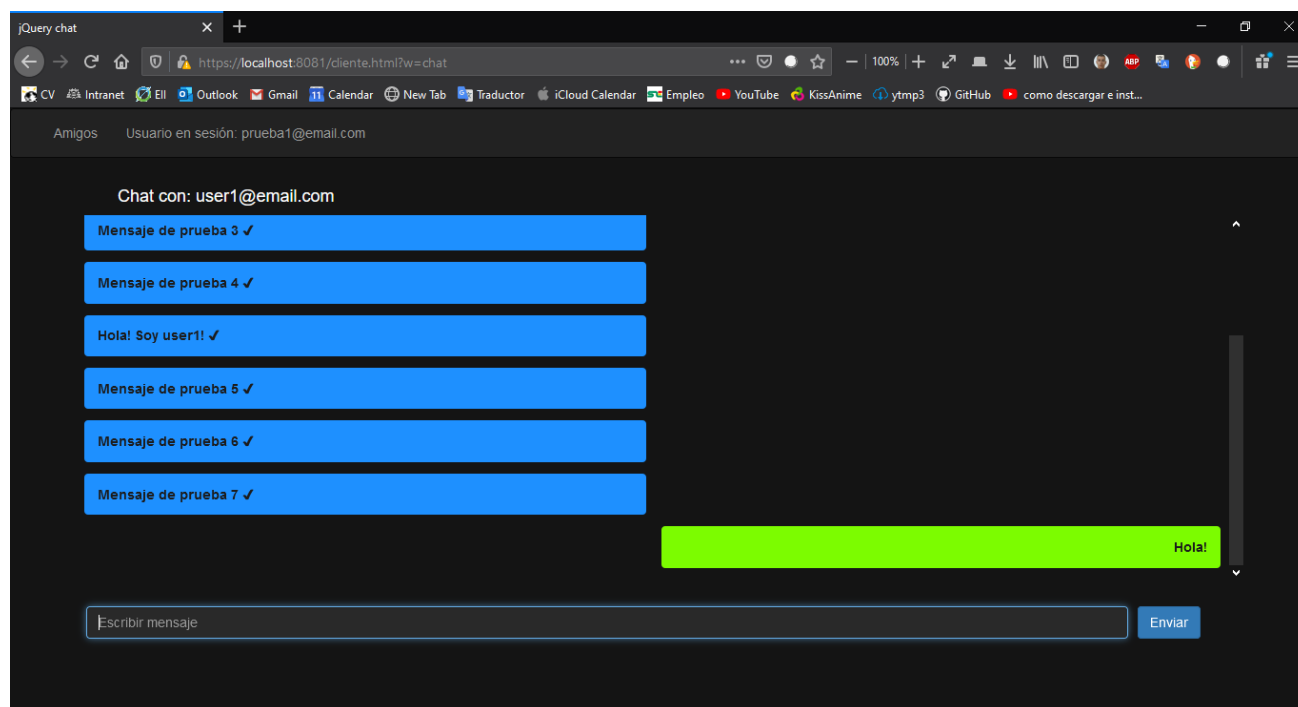 jQuery chat
https://localhost:8081/cliente.html?w=chat 100%
CV Intranet EII Outlook Gmail 11 Calendar New Tab Traductor iCloud Calendar Empleo YouTube KissAnime ytmp3 GitHub como descargar e inst...
Amigos Usuario en sesión: prueba1@email.com
Chat con: user1@email.com
Mensaje de prueba 3 ✓
Mensaje de prueba 4 ✓
Hola! Soy user1! ✓
Mensaje de prueba 5 ✓
Mensaje de prueba 6 ✓
Mensaje de prueba 7 ✓
Hola!
Escribir mensaje Enviar